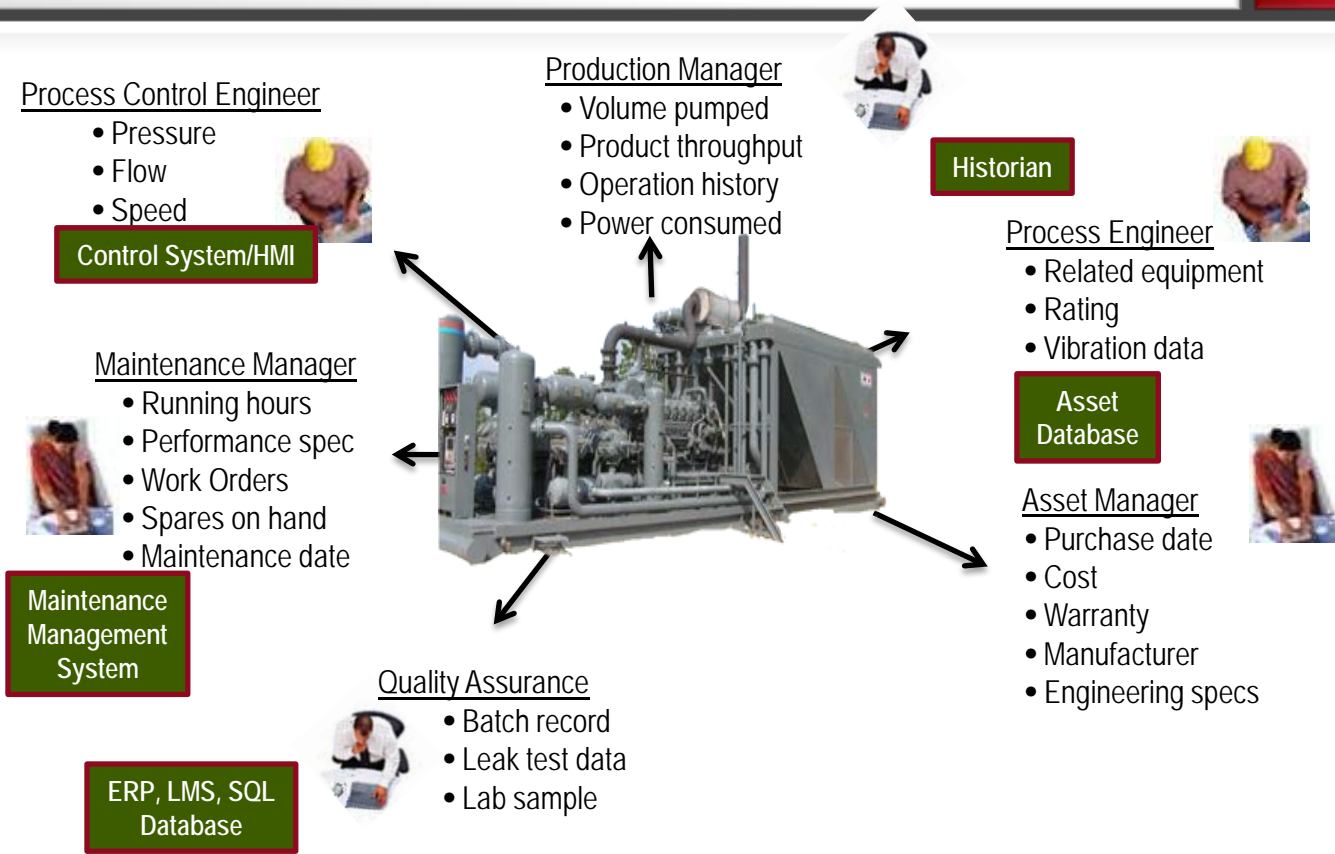 Process Control Engineer
• Pressure
• Flow
• Speed
Control System/HMI
Production Manager
• Volume pumped
• Product throughput
• Operation history
• Power consumed
Historian
Process Engineer
• Related equipment
• Rating
• Vibration data
Asset
Database
Maintenance Manager
• Running hours
• Performance spec
• Work Orders
• Spares on hand
• Maintenance date
Maintenance
Management
System
Asset Manager
• Purchase date
• Cost
• Warranty
• Manufacturer
• Engineering specs
Quality Assurance
• Batch record
• Leak test data
• Lab sample
ERP, LMS, SQL
Database